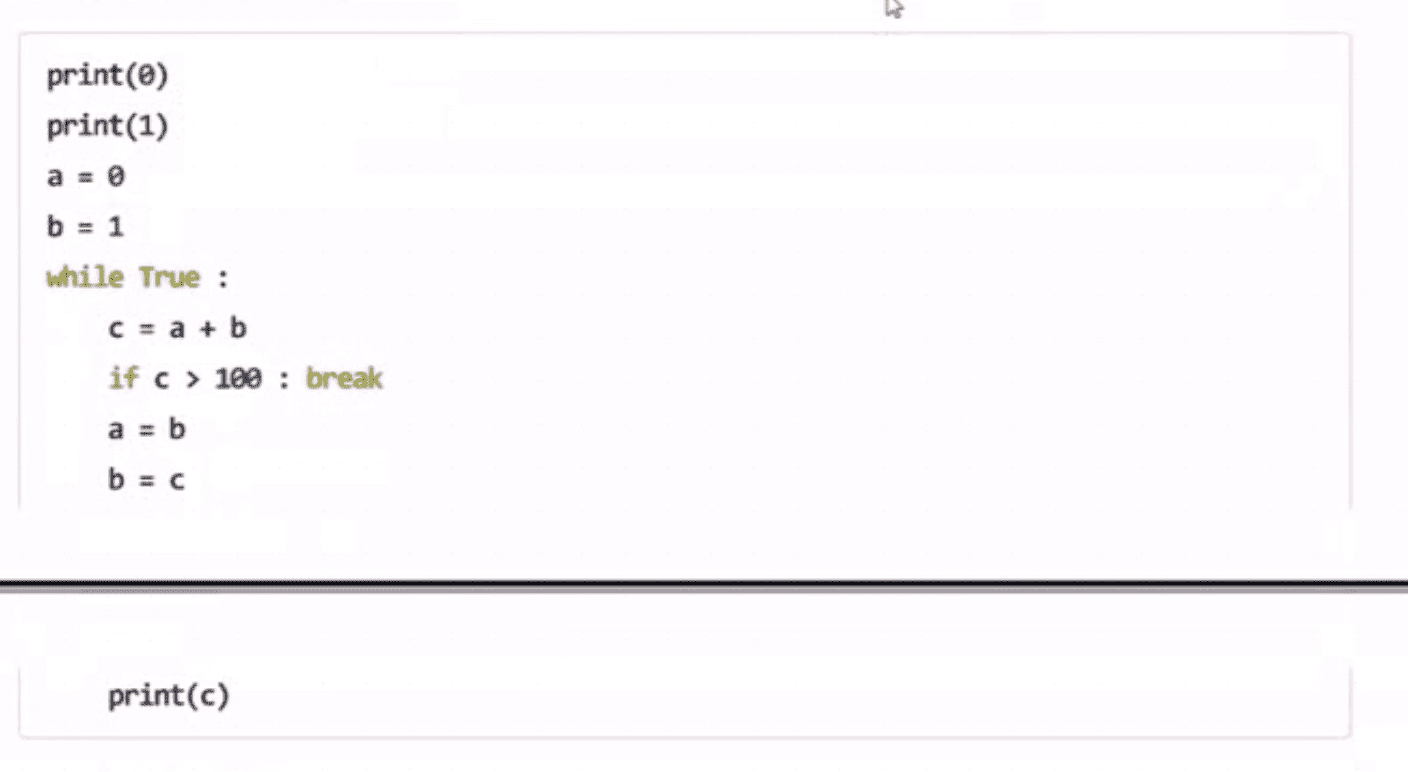 print(0)
print(1)
a = 0
b = 1
while True :
    c = a + b
    if c > 100 : break
    a = b
    b = c
    print(c)